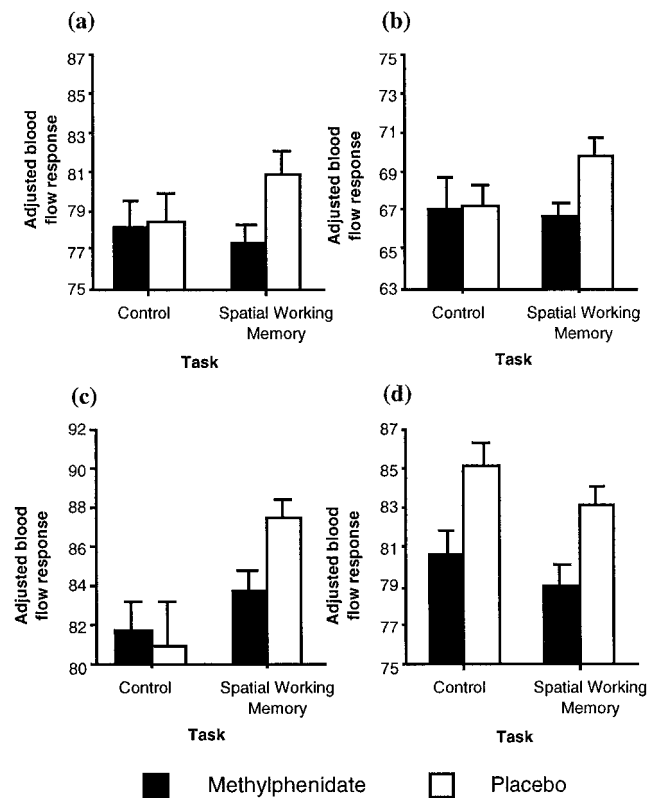 (a)
Adjusted blood
flow response
87
85
83
81
79
77
75
Control
Spatial Working
Memory
Task
(b)
Adjusted blood
flow response
75
73
71
69
67
65
63
Control
Spatial Working
Memory
Task
(c)
Adjusted blood
flow response
92
90
88
86
84
82
80
Control
Spatial Working
Memory
Task
(d)
Adjusted blood
flow response
87
85
83
81
79
77
75
Control
Spatial Working
Memory
Task
Methylphenidate
Placebo